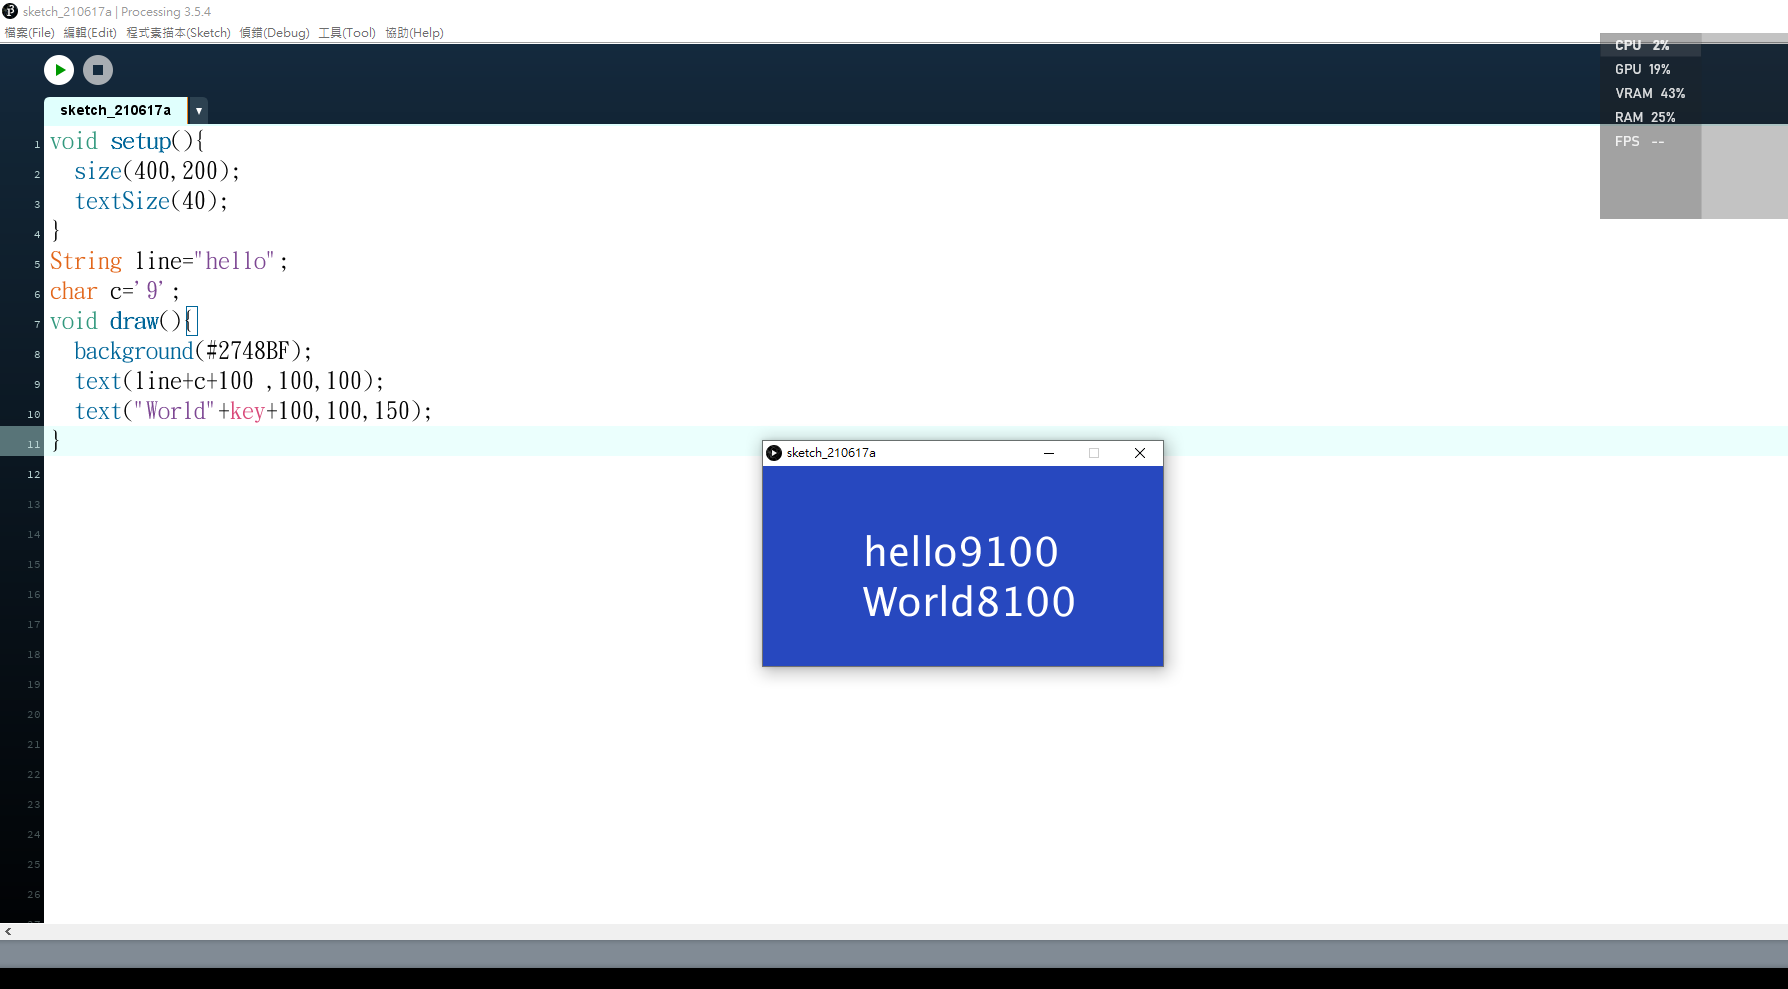 sketch_210617a | Processing 3.5.4
檔案(File) 編輯(Edit) 程式素描本(Sketch) 偵錯(Debug) 工具(Tool) 協助(Help)
CPU 2%
GPU 19%
VRAM 43%
RAM 25%
FPS --
sketch_210617a ▼
1 void setup(){
2   size(400,200);
3   textSize(40);
4 }
5 String line="hello";
6 char c='9';
7 void draw(){
8   background(#2748BF);
9   text(line+c+100 ,100,100);
10   text("World"+key+100,100,150);
11 }
12
13
14
15
16
17
18
19
20
21
22
23
24
25
26
27
sketch_210617a
hello9100
World8100